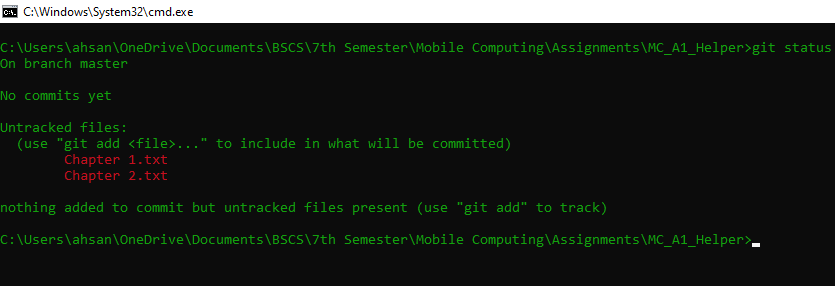 C:\Windows\System32\cmd.exe
C:\Users\ahsan\OneDrive\Documents\BSCS\7th Semester\Mobile Computing\Assignments\MC_A1_Helper>git status
On branch master
No commits yet
Untracked files:
(use "git add <file>..." to include in what will be committed)
Chapter 1.txt
Chapter 2.txt
nothing added to commit but untracked files present (use "git add" to track)
C:\Users\ahsan\OneDrive\Documents\BSCS\7th Semester\Mobile Computing\Assignments\MC_A1_Helper>